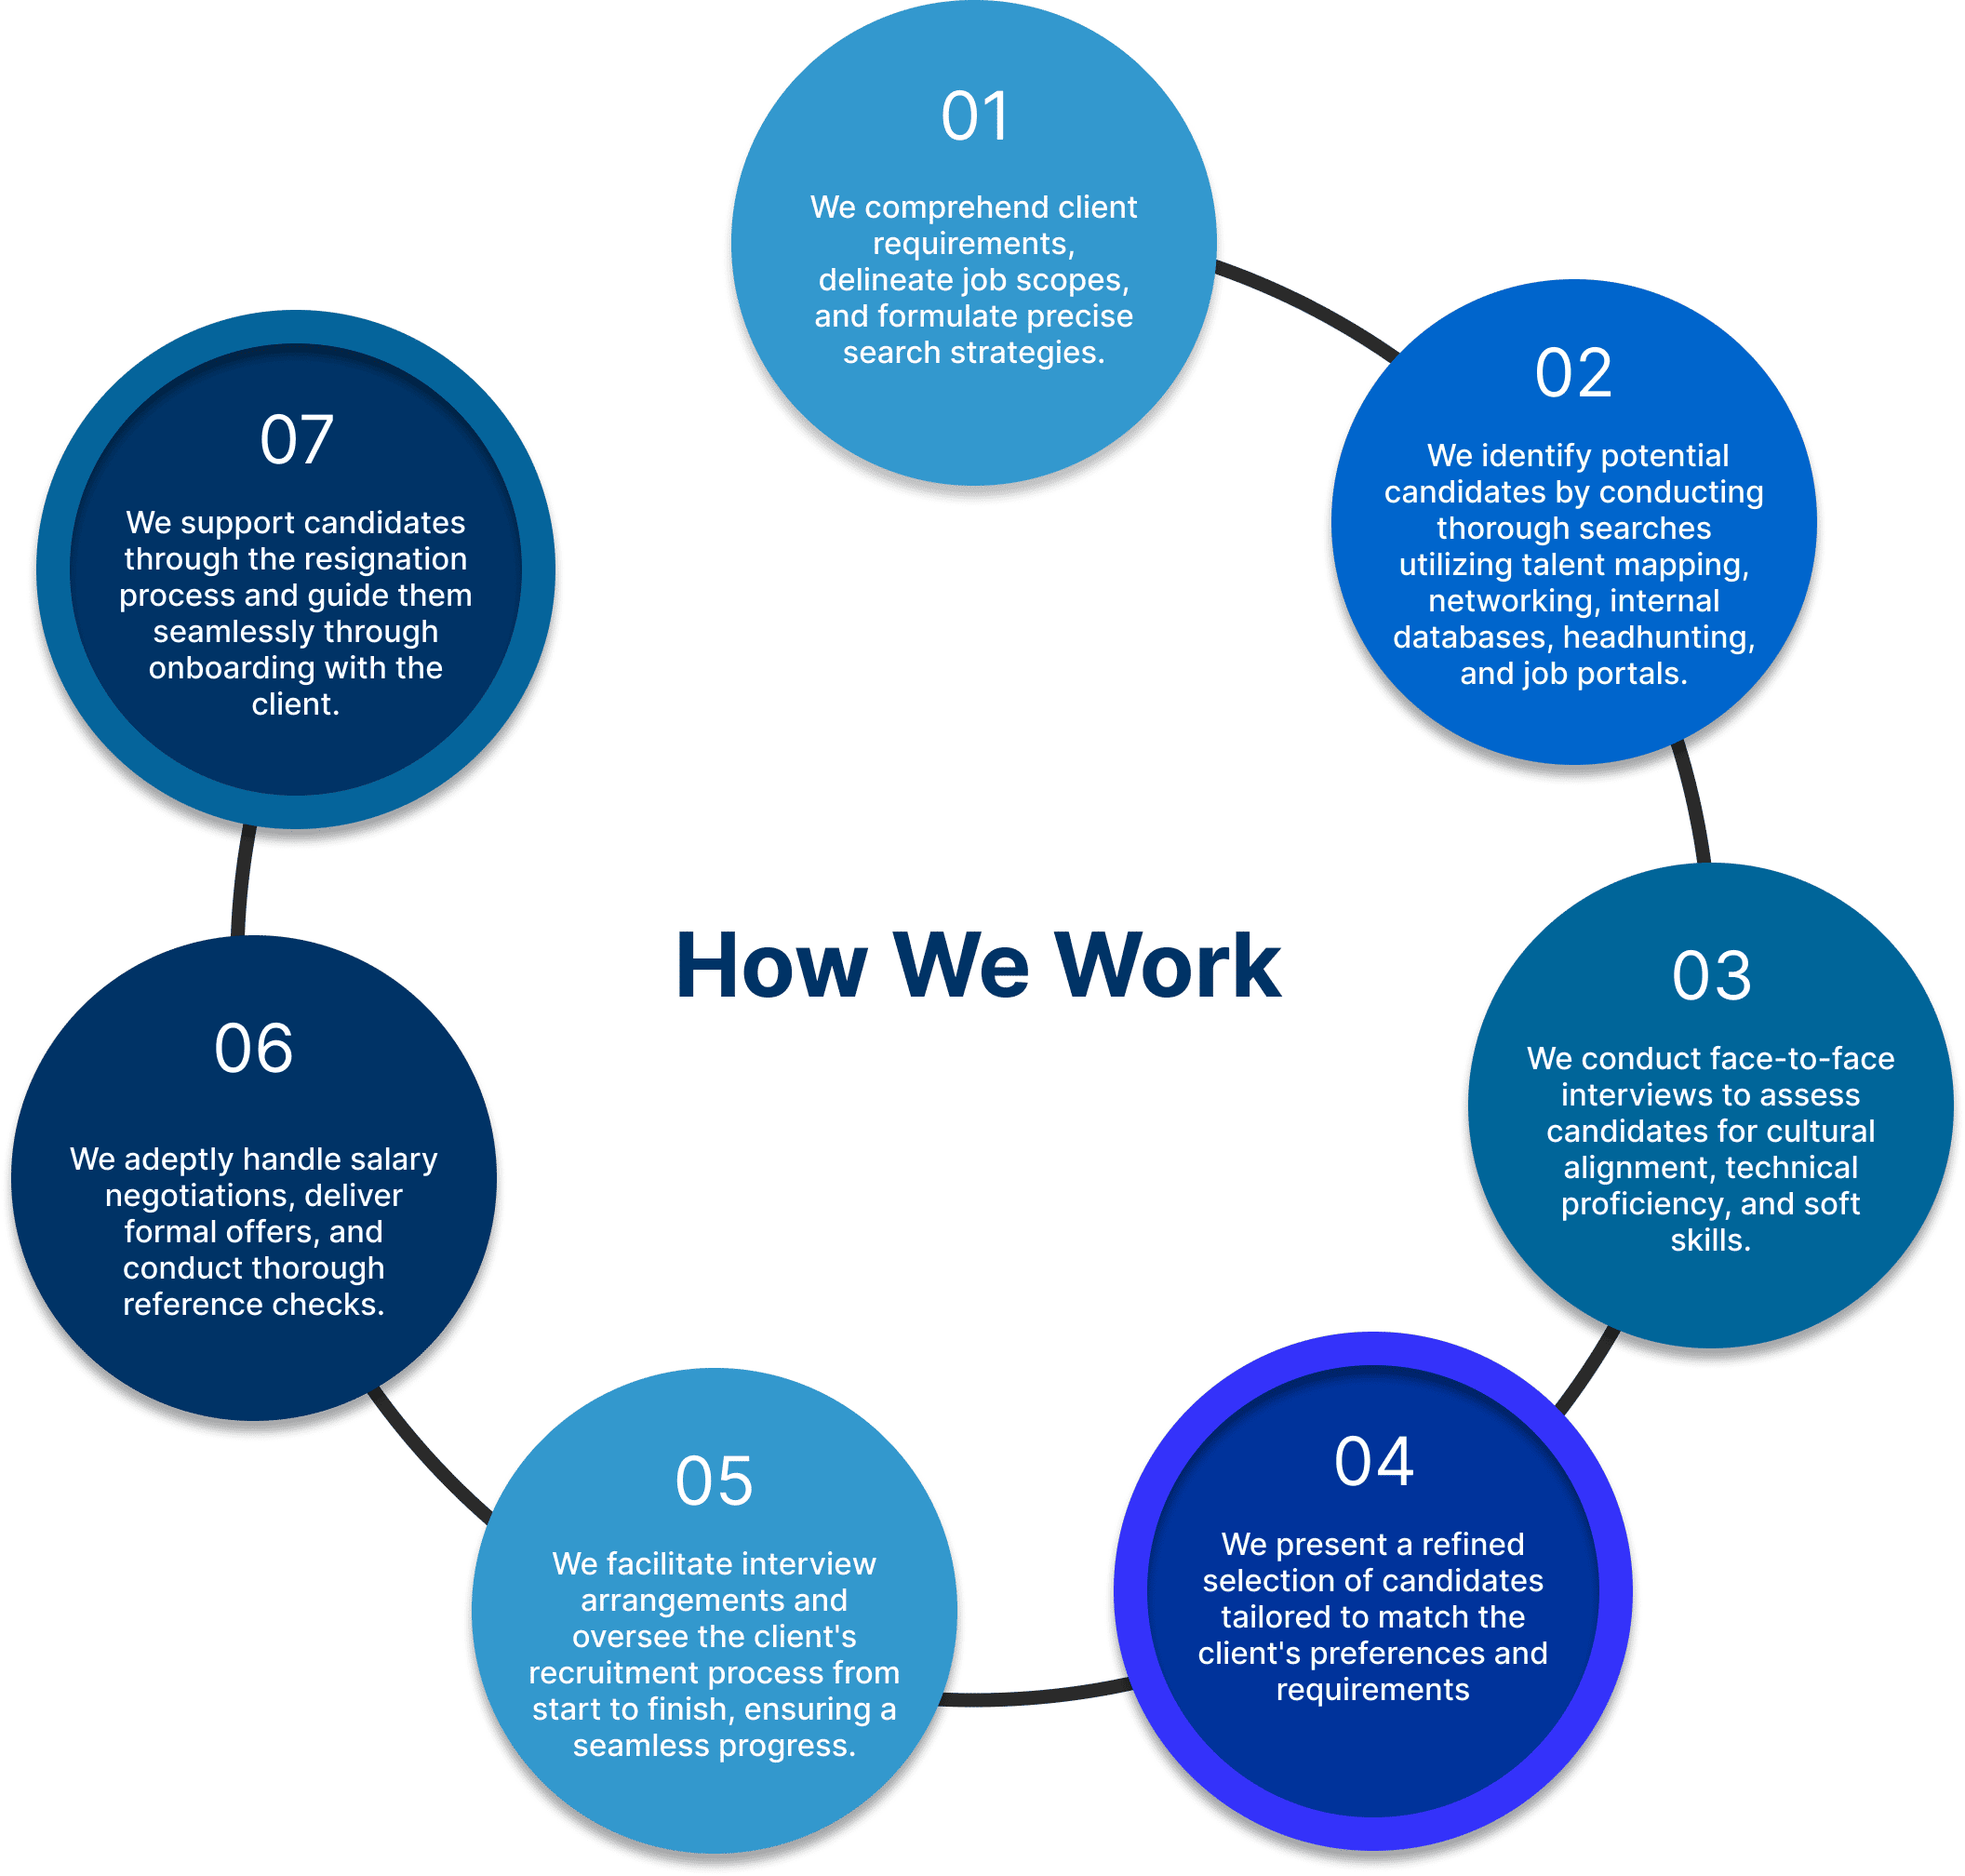 01
We comprehend client
requirements,
delineate job scopes,
and formulate precise
search strategies.
02
We identify potential
candidates by conducting
thorough searches
utilizing talent mapping,
networking, internal
databases, headhunting,
and job portals.
03
We conduct face-to-face
interviews to assess
candidates for cultural
alignment, technical
proficiency, and soft
skills.
04
We present a refined
selection of candidates
tailored to match the
client's preferences and
requirements
05
We facilitate interview
arrangements and
oversee the client's
recruitment process from
start to finish, ensuring a
seamless progress.
06
We adeptly handle salary
negotiations, deliver
formal offers, and
conduct thorough
reference checks.
07
We support candidates
through the resignation
process and guide them
seamlessly through
onboarding with the
client.
How We Work